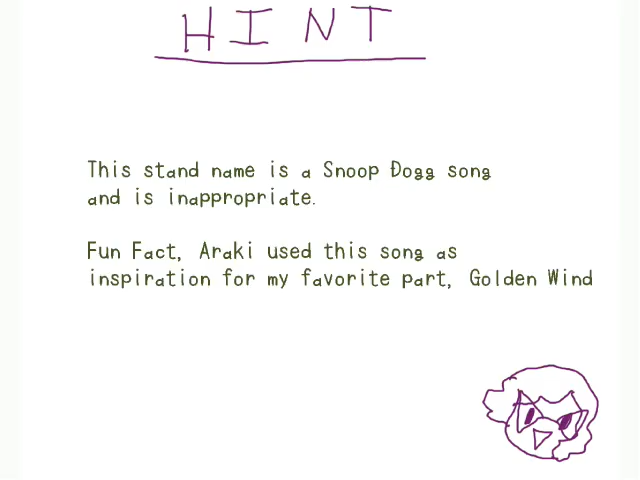 HINT
This stand name is a Snoop Dogg song
and is inappropriate.
Fun Fact, Araki used this song as
inspiration for my favorite part, Golden Wind